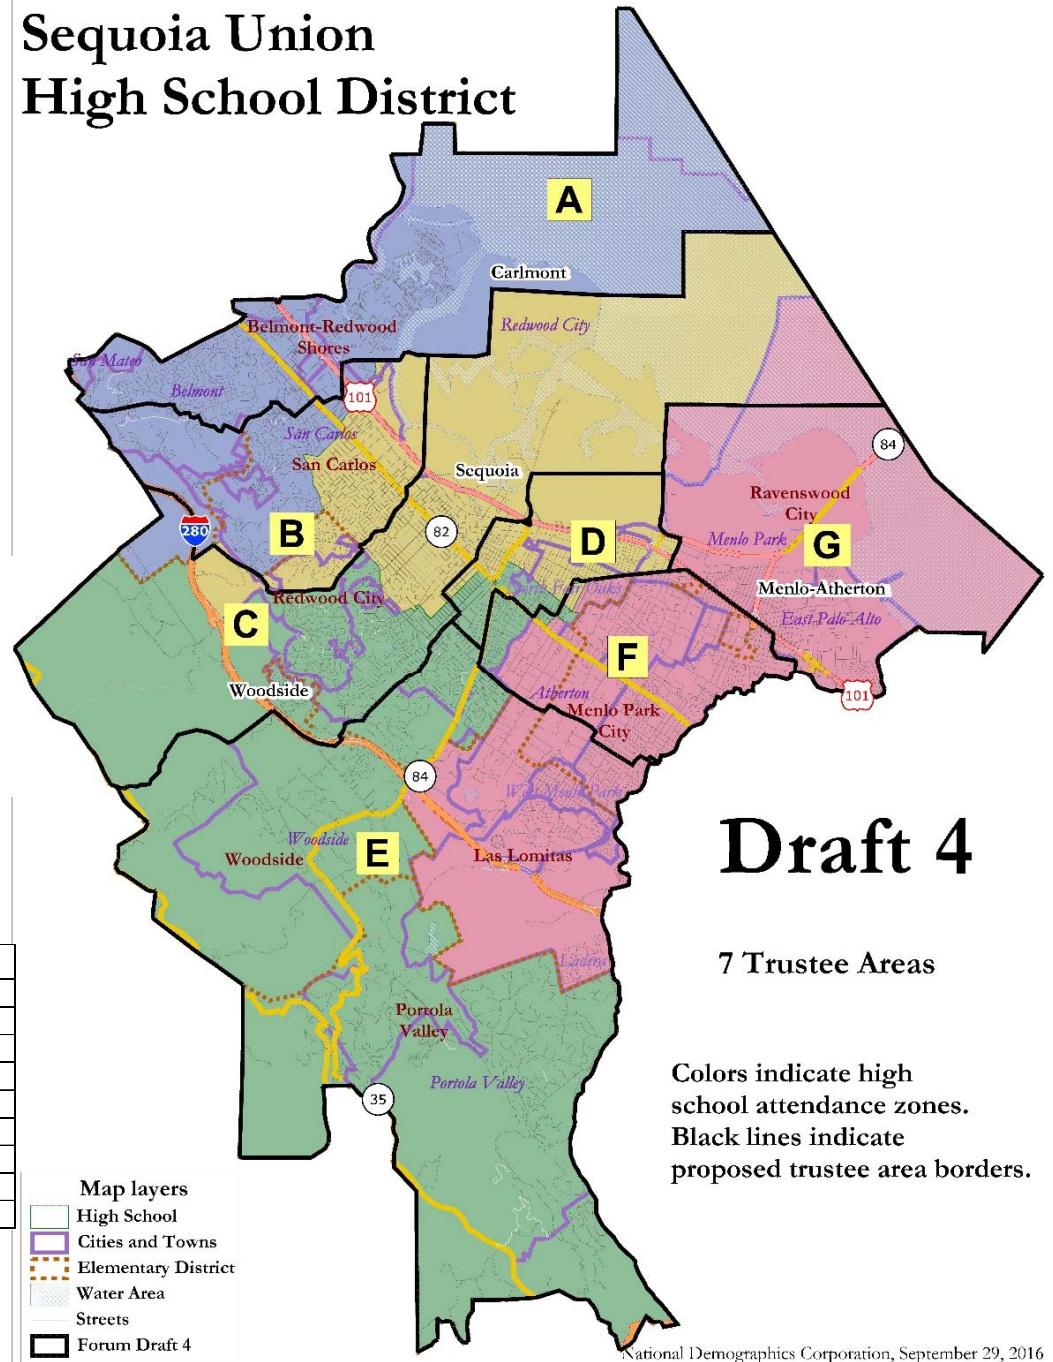 Sequoia Union
High School District
A
Carlmont
Redwood City
Belmont-Redwood
Shores
San Mateo
Belmont
101
San Carlos
San Carlos
84
Sequoia
Ravenswood
City
82
280
B
D
Menlo Park
G
Menlo-Atherton
North Fair Oaks
Redwood City
C
East Palo Alto
F
Woodside
Atherton
101
Menlo Park
City
84
West Menlo Park
Woodside
Woodside
E
Las Lomitas
Draft 4
Ladera
7 Trustee Areas
Portola
Valley
Portola Valley
35
Colors indicate high
school attendance zones.
Black lines indicate
proposed trustee area borders.
Map layers
High School
Cities and Towns
Elementary District
Water Area
Streets
Forum Draft 4
National Demographics Corporation, September 29, 2016